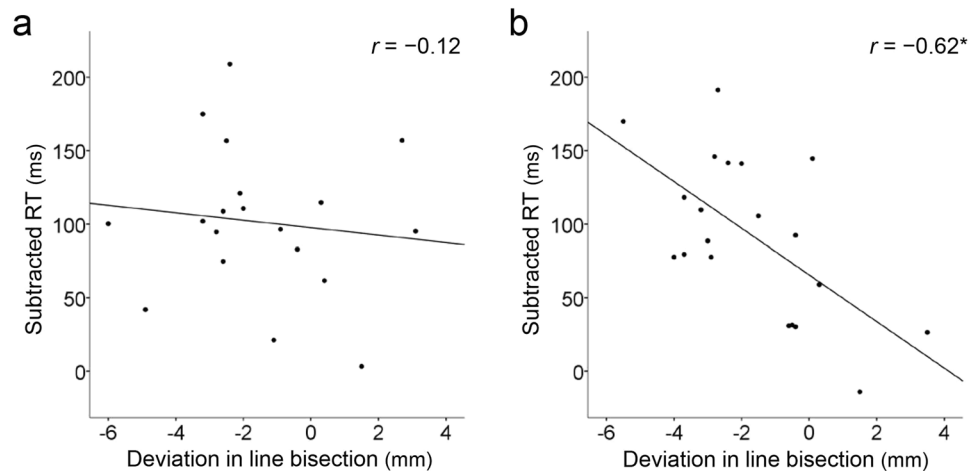 a
r = −0.12
Subtracted RT (ms)
200
150
100
50
0
-6 -4 -2 0 2 4
Deviation in line bisection (mm)
b
r = −0.62*
Subtracted RT (ms)
200
150
100
50
0
-6 -4 -2 0 2 4
Deviation in line bisection (mm)